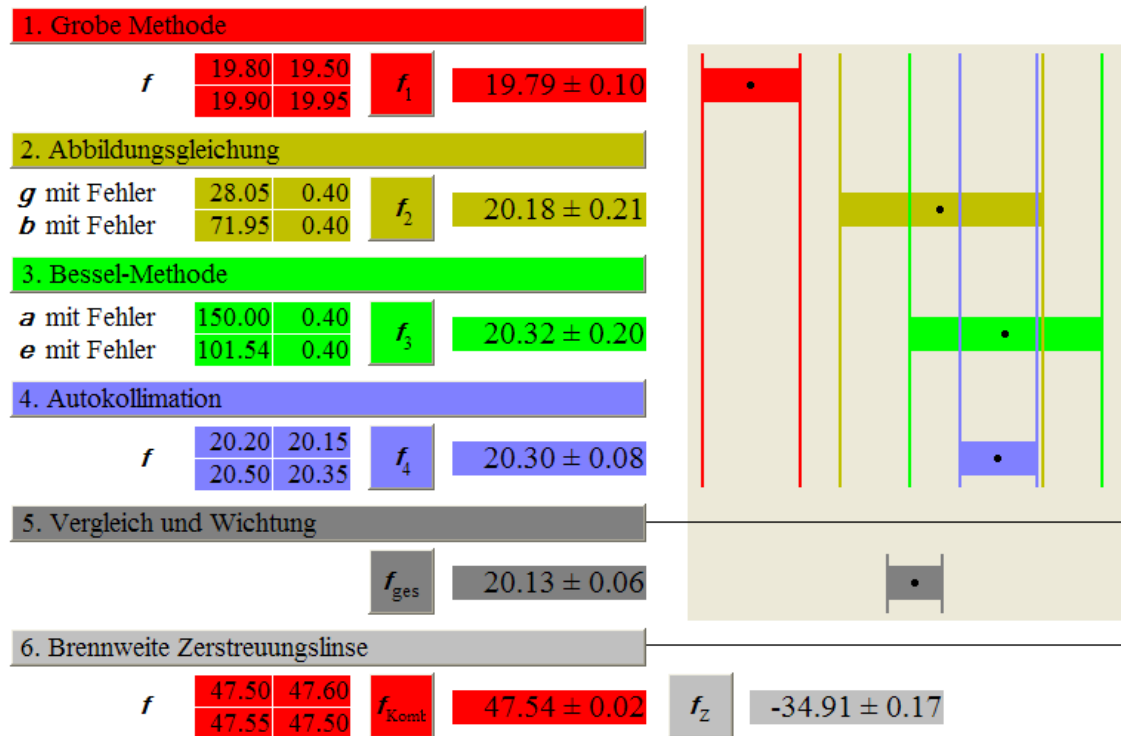 1. Grobe Methode
f 19.80 19.50 f1 19.79 ± 0.10
19.90 19.95
2. Abbildungsgleichung
g mit Fehler 28.05 0.40 f2 20.18 ± 0.21
b mit Fehler 71.95 0.40
3. Bessel-Methode
a mit Fehler 150.00 0.40 f3 20.32 ± 0.20
e mit Fehler 101.54 0.40
4. Autokollimation
f 20.20 20.15 f4 20.30 ± 0.08
20.50 20.35
5. Vergleich und Wichtung
fges 20.13 ± 0.06
6. Brennweite Zerstreuungslinse
f 47.50 47.60 fKomb 47.54 ± 0.02 fZ -34.91 ± 0.17
47.55 47.50